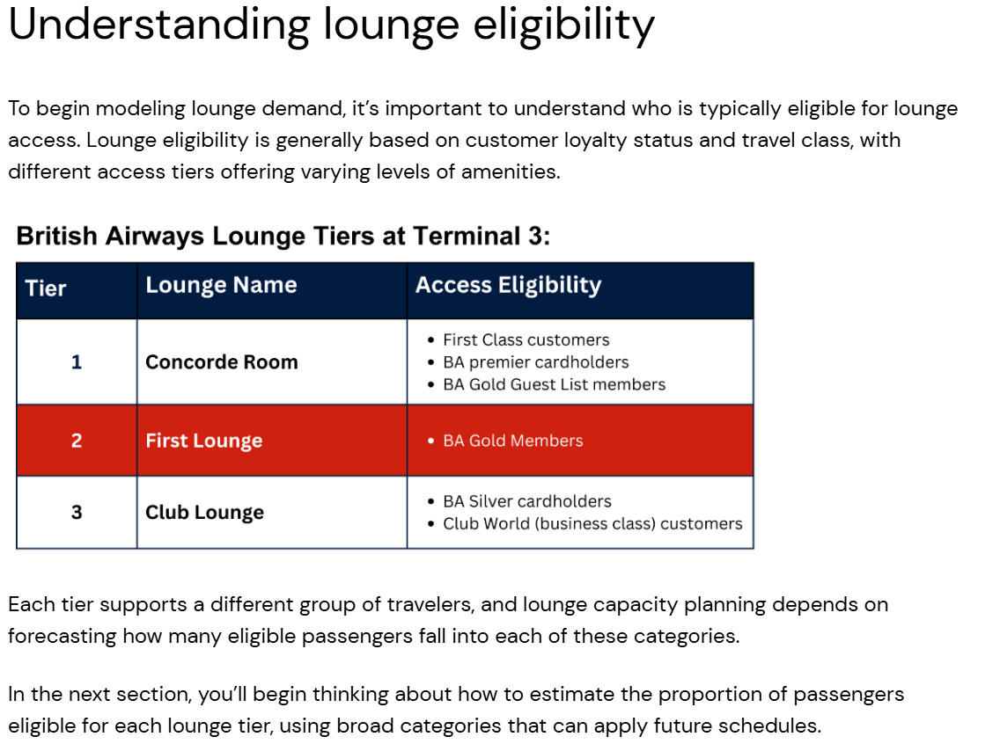 Understanding lounge eligibility
To begin modeling lounge demand, it’s important to understand who is typically eligible for lounge
access. Lounge eligibility is generally based on customer loyalty status and travel class, with
different access tiers offering varying levels of amenities.
British Airways Lounge Tiers at Terminal 3:
Tier Lounge Name Access Eligibility
1 Concorde Room
• First Class customers
• BA premier cardholders
• BA Gold Guest List members
2 First Lounge • BA Gold Members
3 Club Lounge
• BA Silver cardholders
• Club World (business class) customers
Each tier supports a different group of travelers, and lounge capacity planning depends on
forecasting how many eligible passengers fall into each of these categories.
In the next section, you’ll begin thinking about how to estimate the proportion of passengers
eligible for each lounge tier, using broad categories that can apply future schedules.